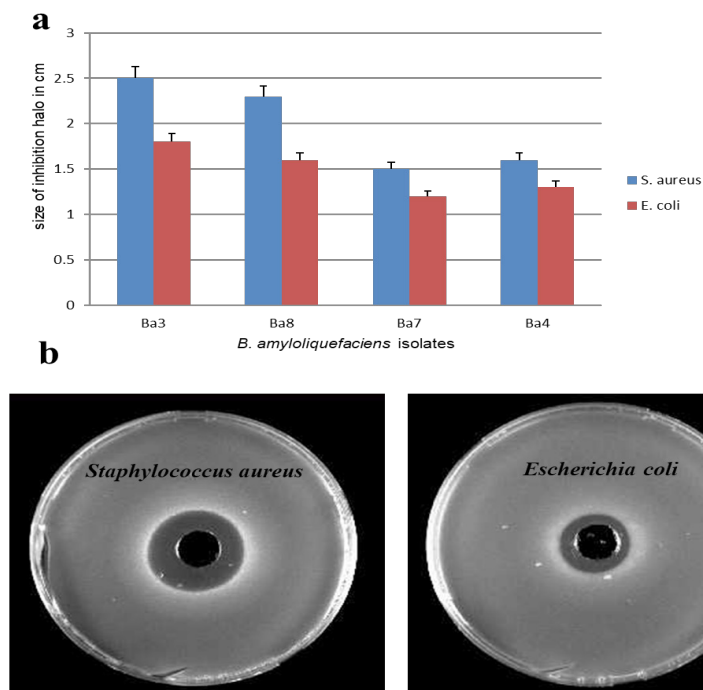 a
size of inhibition halo in cm
3
2.5
2
1.5
1
0.5
0
Ba3 Ba8 Ba7 Ba4
B. amyloliquefaciens isolates
S. aureus
E. coli
b
Staphylococcus aureus
Escherichia coli